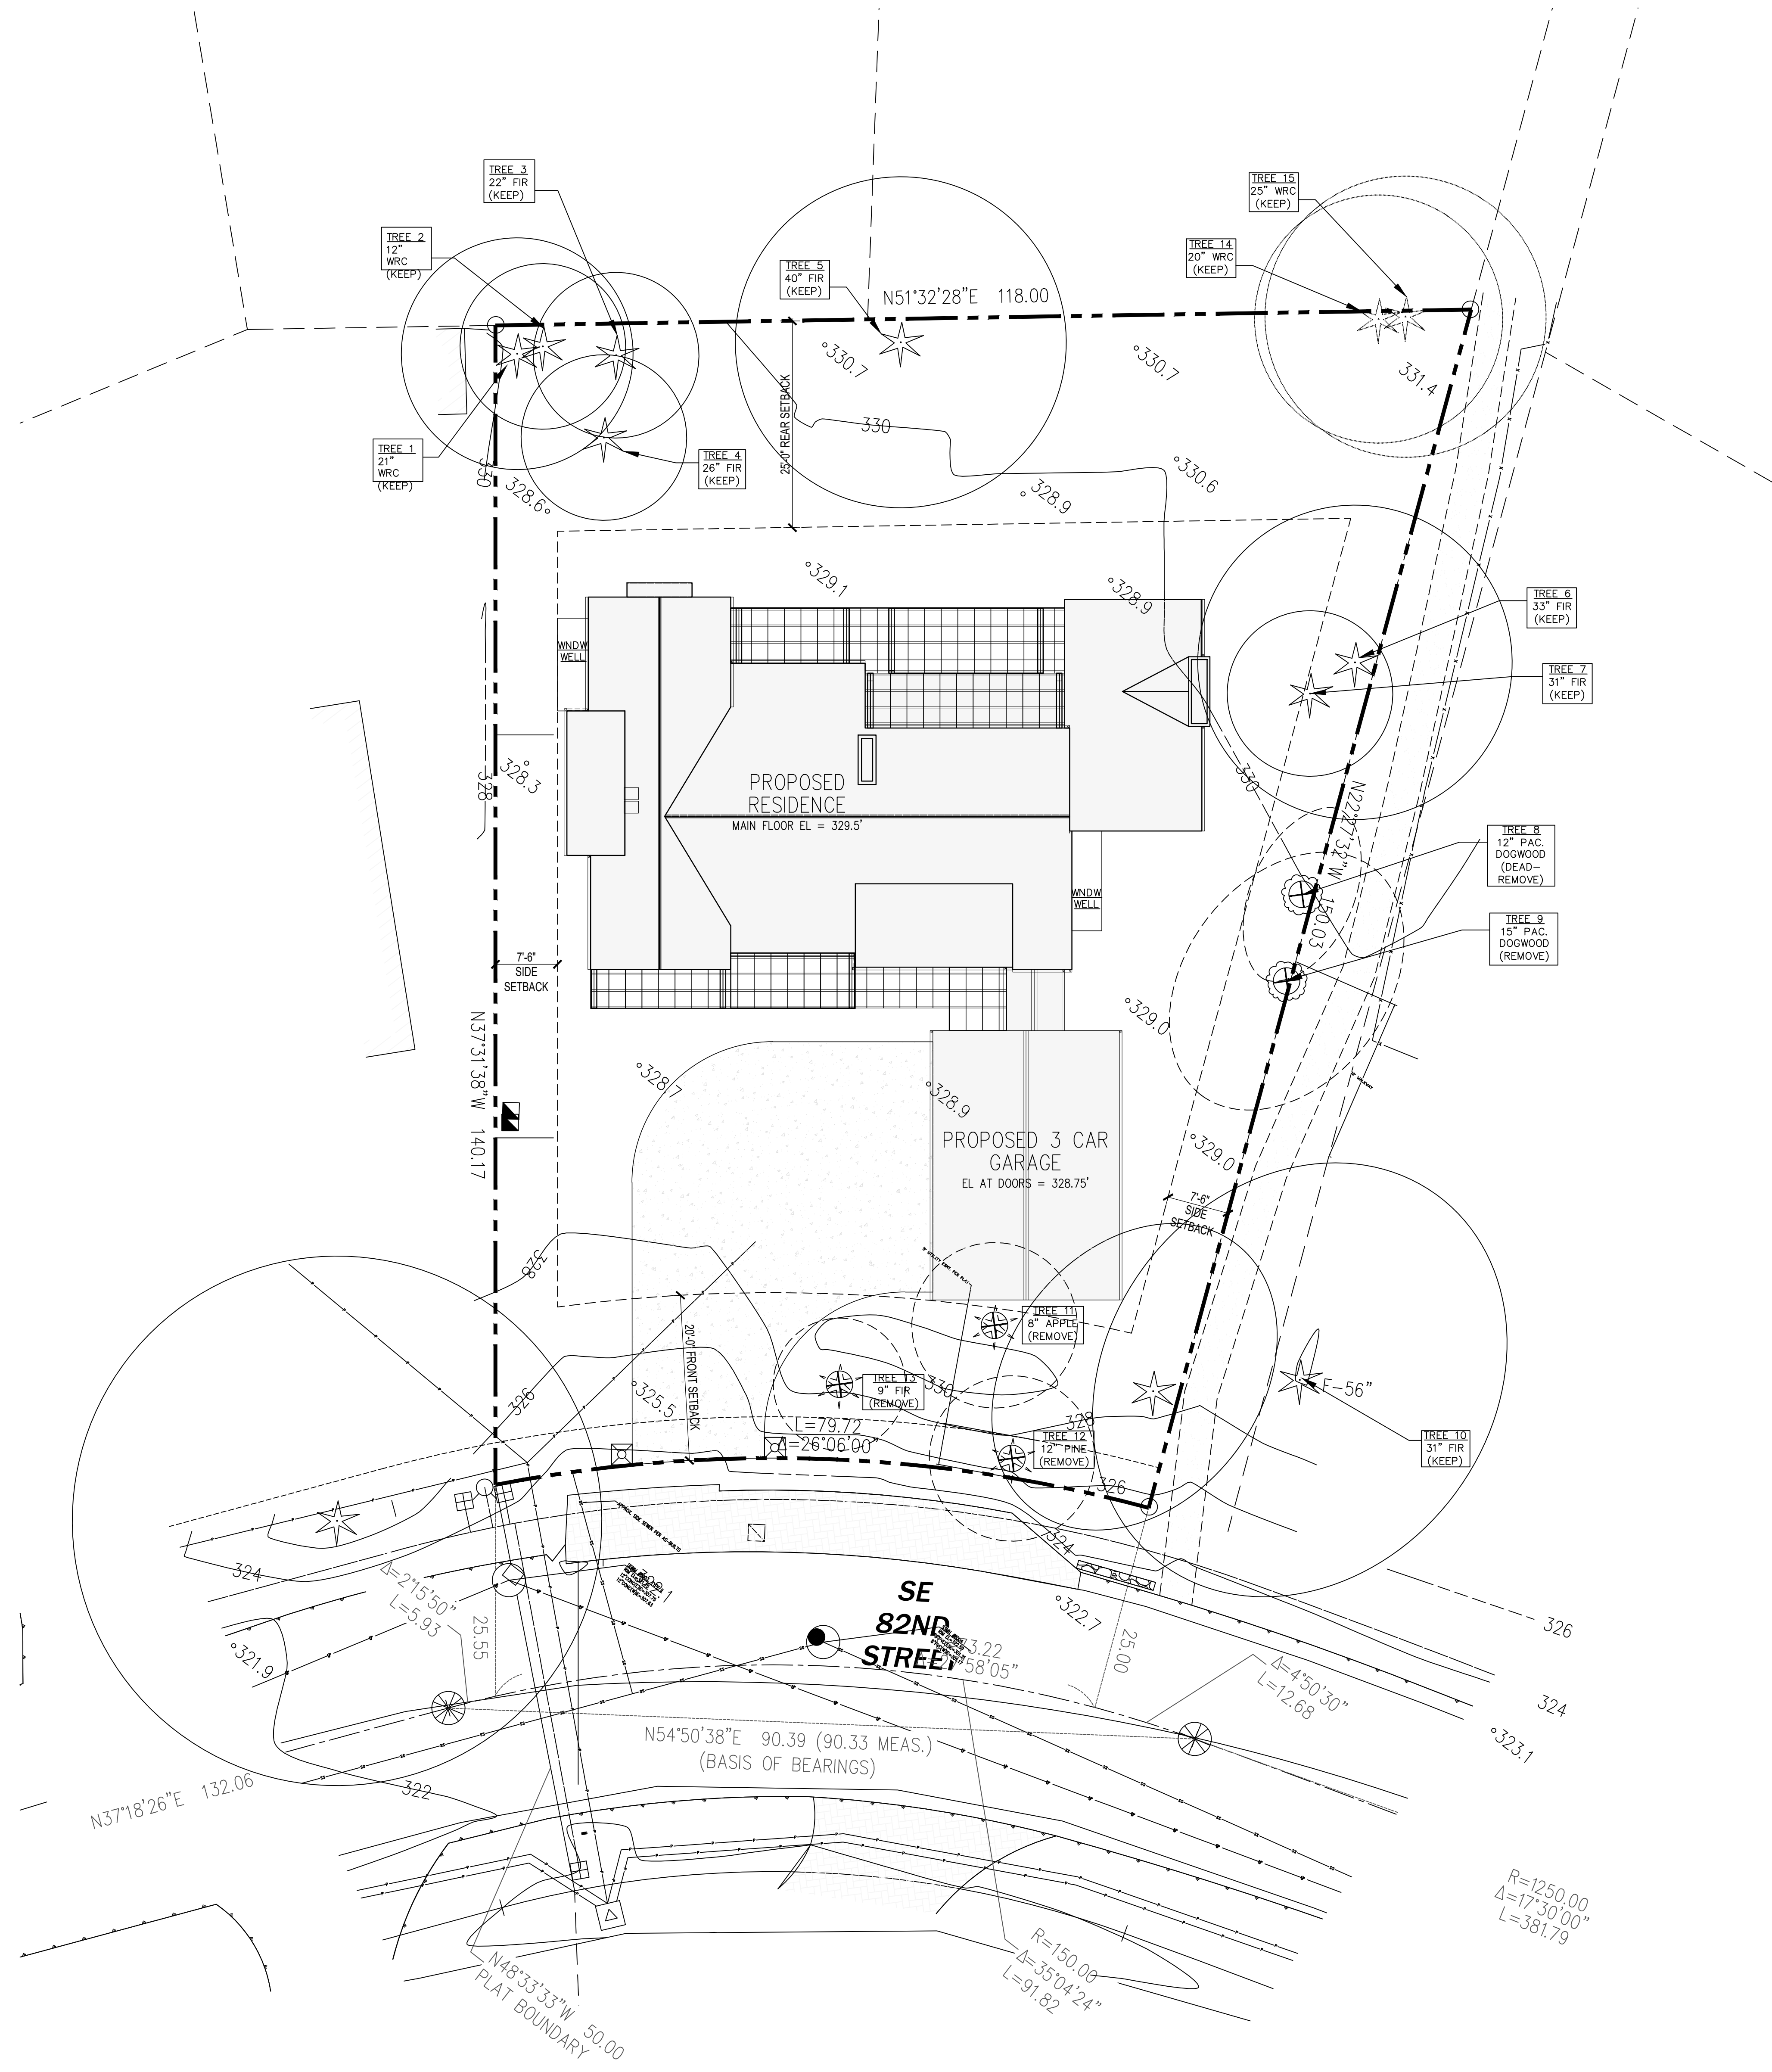 TREE 3
22" FIR
(KEEP)
TREE 15
25" WRC
(KEEP)
TREE 2
12"
WRC
(KEEP)
TREE 14
20" WRC
(KEEP)
TREE 5
40" FIR
(KEEP)
N51°32'28"E 118.00
330.7
330.7
331.4
25'-0" REAR SETBACK
330
TREE 1
21"
WRC
(KEEP)
TREE 4
26" FIR
(KEEP)
330
328.6
328.9
330.6
329.1
328.9
TREE 6
33" FIR
(KEEP)
WNDW
WELL
TREE 7
31" FIR
(KEEP)
328
328.3
PROPOSED
RESIDENCE
MAIN FLOOR EL = 329.5'
330
N22°27'32"W 150.03
TREE 8
12" PAC.
DOGWOOD
(DEAD-
REMOVE)
WNDW
WELL
TREE 9
15" PAC.
DOGWOOD
(REMOVE)
7'-6"
SIDE
SETBACK
N37°31'38"W 140.17
329.0
328.7
328.9
PROPOSED 3 CAR
GARAGE
EL AT DOORS = 328.75'
329.0
7'-6"
SIDE
SETBACK
328
20'-0" FRONT SETBACK
TREE 11
8" APPLE
(REMOVE)
326
325.5
TREE 13
9" FIR
(REMOVE)
330
F-56"
L=79.72
Δ=26°06'00"
328
TREE 12
12" PINE
(REMOVE)
TREE 10
31" FIR
(KEEP)
326
324
324
APPROX. SIDE SEWER PER AS-BUILTS
Δ=2°15'50"
L=5.93
25.55
SE
82ND
STREET
322.7
326
321.9
25.00
Δ=4°50'30"
L=12.68
324
323.1
N54°50'38"E 90.39 (90.33 MEAS.)
(BASIS OF BEARINGS)
322
N37°18'26"E 132.06
R=1250.00
Δ=17°30'00"
L=381.79
R=150.00
Δ=35°04'24"
L=91.82
N48°33'33"W 50.00
PLAT BOUNDARY